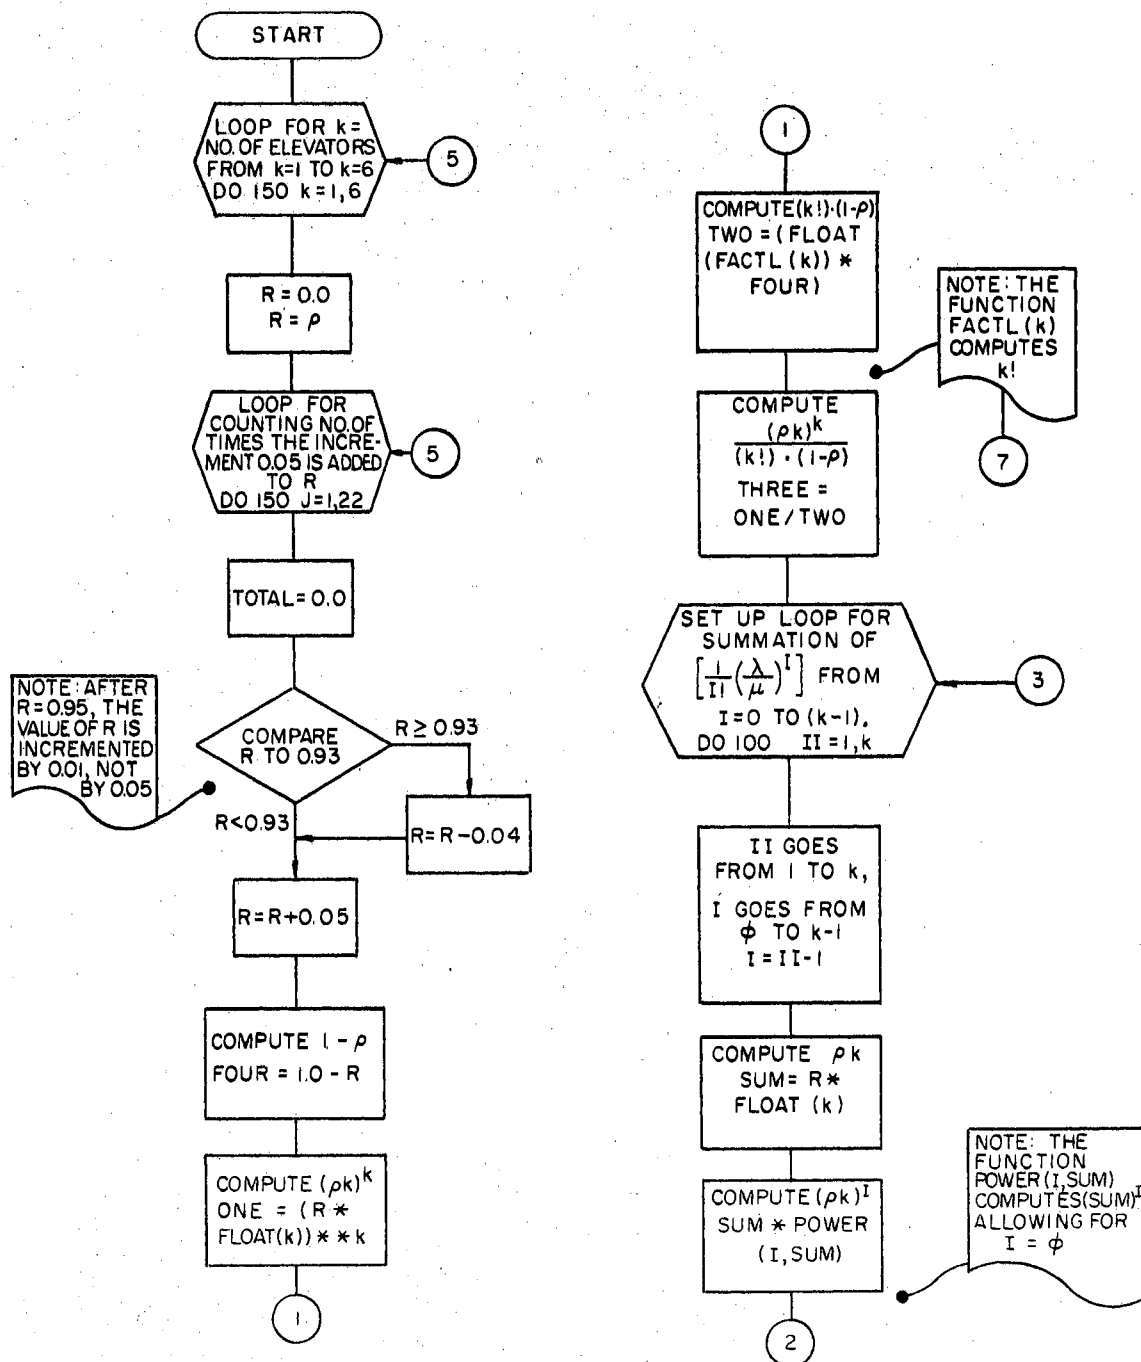 START
LOOP FOR k=
NO. OF ELEVATORS
FROM k=1 TO k=6
DO 150 k=1,6
5
R = 0.0
R = ρ
LOOP FOR
COUNTING NO. OF
TIMES THE INCRE-
MENT 0.05 IS ADDED
TO R
DO 150 J=1,22
5
TOTAL=0.0
NOTE: AFTER
R=0.95, THE
VALUE OF R IS
INCREMENTED
BY 0.01, NOT
BY 0.05
COMPARE
R TO 0.93
R ≥ 0.93
R<0.93
R=R-0.04
R=R+0.05
COMPUTE 1-ρ
FOUR = 1.0 - R
COMPUTE (ρk)^k
ONE = (R *
FLOAT(k)) * * k
1
1
COMPUTE(k!)·(1-ρ)
TWO = (FLOAT
(FACTL(k)) *
FOUR)
NOTE: THE
FUNCTION
FACTL(k)
COMPUTES
k!
7
COMPUTE
(ρk)^k
(k!) · (1-ρ)
THREE =
ONE/TWO
SET UP LOOP FOR
SUMMATION OF
[1/I! (λ/μ)^I] FROM
I=0 TO (k-1).
DO 100 II=1,k
3
II GOES
FROM 1 TO k,
I GOES FROM
ϕ TO k-1
I=II-1
COMPUTE ρk
SUM= R*
FLOAT (k)
COMPUTE(ρk)^I
SUM * POWER
(I,SUM)
NOTE: THE
FUNCTION
POWER(I,SUM)
COMPUTES(SUM)^I
ALLOWING FOR
I = ϕ
2